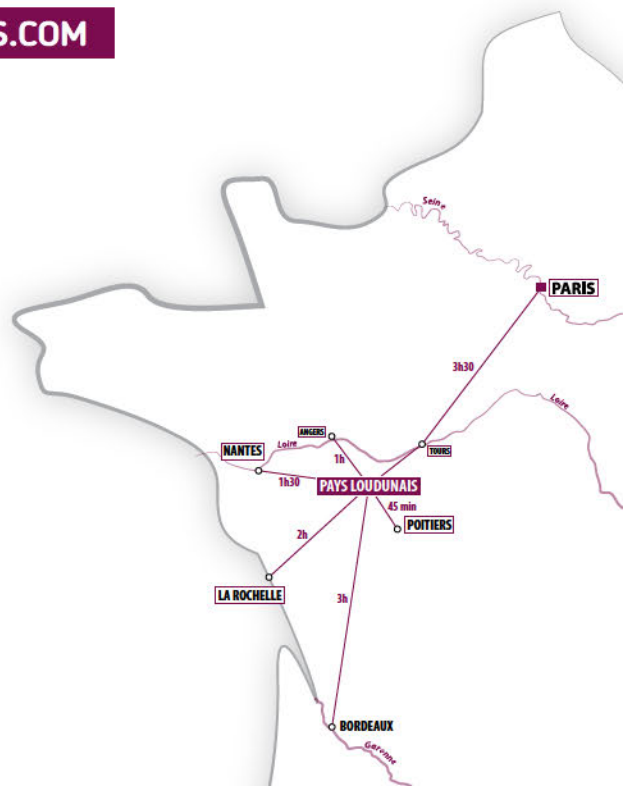 S.COM
Seine
PARIS
3h30
Loire
ANGERS
Loire
TOURS
NANTES
1h
1h30
PAYS LOUDUNAIS
45 min
POITIERS
2h
LA ROCHELLE
3h
BORDEAUX
Garonne